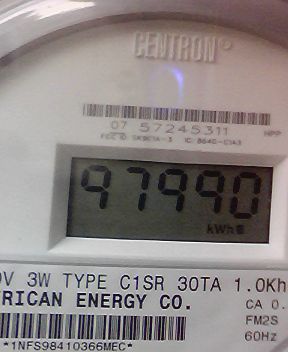 CENTRON®
07 57245311 HPP
97990
kWh
0V 3W TYPE C1SR 30TA 1.0Kh
RICAN ENERGY CO. CA 0.
FM2S
60Hz
*1NFS98410366MEC*